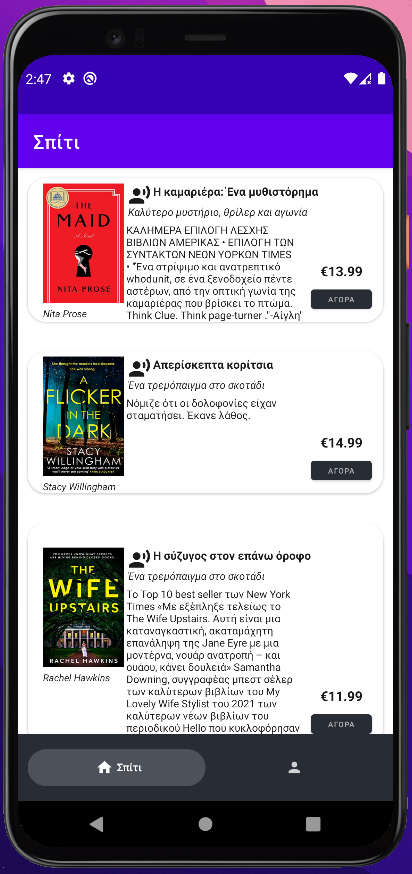 2:47
Σπίτι
THE
MAID
a novel
NITA PROSE
Nita Prose
Η καμαριέρα: Ένα μυθιστόρημα
Καλύτερο μυστήριο, θρίλερ και αγωνία
ΚΑΛΗΜΕΡΑ ΕΠΙΛΟΓΗ ΛΕΣΧΗΣ
ΒΙΒΛΙΩΝ ΑΜΕΡΙΚΑΣ • ΕΠΙΛΟΓΗ ΤΩΝ
ΣΥΝΤΑΚΤΩΝ ΝΕΩΝ ΥΟΡΚΩΝ TIMES
• "Ένα στρίψιμο και ανατρεπτικό
whodunit, σε ένα ξενοδοχείο πέντε
αστέρων, από την οπτική γωνία της
καμαριέρας που βρίσκει το πτώμα.
Think Clue. Think page-turner ."-Αίγλη"
€13.99
ΑΓΟΡΑ
A
FLICKER
IN THE
DARK
STACY
WILLINGHAM
Stacy Willingham
Απερίσκεπτα κορίτσια
Ένα τρεμόπαιγμα στο σκοτάδι
Νόμιζε ότι οι δολοφονίες είχαν
σταματήσει. Έκανε λάθος.
€14.99
ΑΓΟΡΑ
THE
WiFE
UPSTAIRS
RACHEL HAWKINS
Rachel Hawkins
Η σύζυγος στον επάνω όροφο
Ένα τρεμόπαιγμα στο σκοτάδι
Το Top 10 best seller των New York
Times «Με εξέπληξε τελείως το
The Wife Upstairs. Αυτή είναι μια
καταναγκαστική, ακαταμάχητη
επανάληψη της Jane Eyre με μια
μοντέρνα, νουάρ ανατροπή – και
ουάου, κάνει δουλειά» Samantha
Downing, συγγραφέας μπεστ σέλερ
των καλύτερων βιβλίων του My
Lovely Wife Stylist του 2021 των
καλύτερων νέων βιβλίων του
περιοδικού Hello που κυκλοφόρησαν
€11.99
ΑΓΟΡΑ
Σπίτι